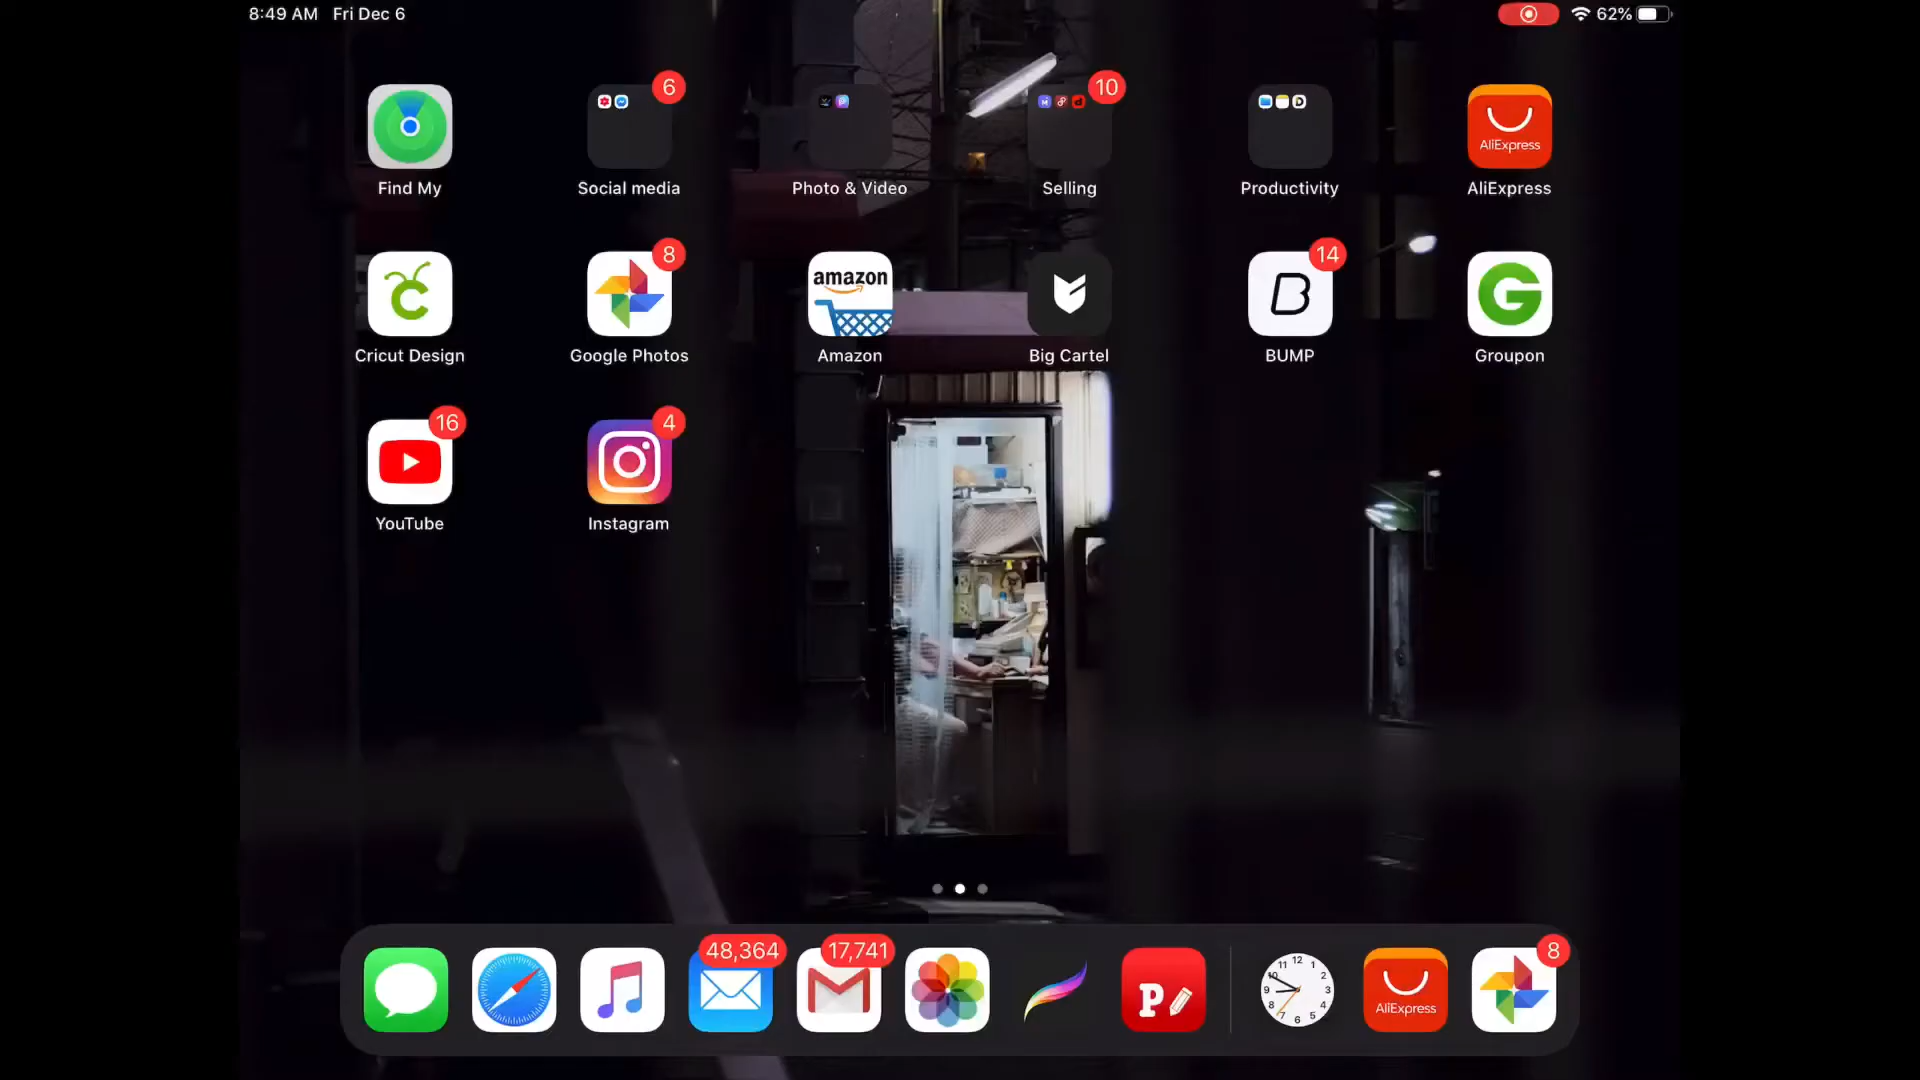 8:49 AM Fri Dec 6
62%
6
10
AliExpress
Find My
Social media
Photo & Video
Selling
Productivity
AliExpress
8
amazon
14
Cricut Design
Google Photos
Amazon
Big Cartel
BUMP
Groupon
16
4
YouTube
Instagram
48,364
17,741
8
AliExpress